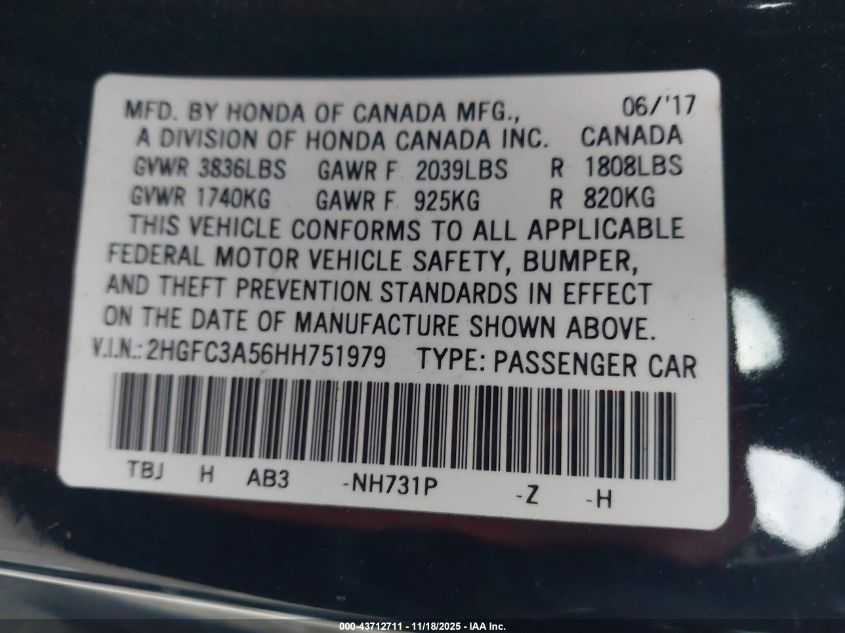 MFD. BY HONDA OF CANADA MFG., 06/'17
A DIVISION OF HONDA CANADA INC. CANADA
GVWR 3836LBS GAWR F 2039LBS R 1808LBS
GVWR 1740KG GAWR F 925KG R 820KG
THIS VEHICLE CONFORMS TO ALL APPLICABLE
FEDERAL MOTOR VEHICLE SAFETY, BUMPER,
AND THEFT PREVENTION STANDARDS IN EFFECT
ON THE DATE OF MANUFACTURE SHOWN ABOVE.
V.I.N.: 2HGFC3A56HH751979 TYPE: PASSENGER CAR
TBJ H AB3 -NH731P -Z -H
000-43712711 - 11/18/2025 - IAA Inc.